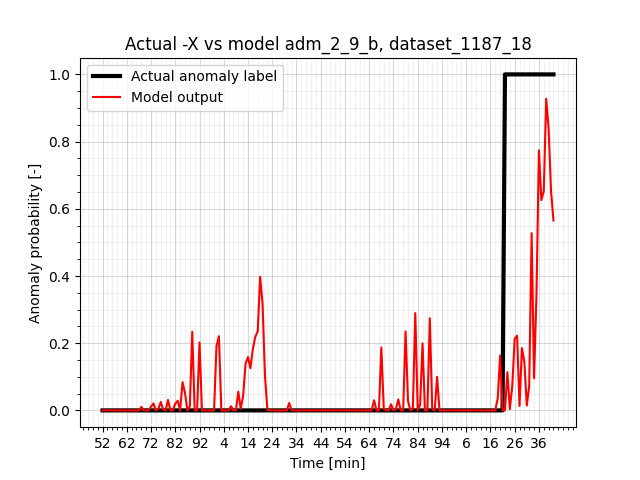 Actual -X vs model adm_2_9_b, dataset_1187_18
Actual anomaly label
Model output
Anomaly probability [-]
1.0
0.8
0.6
0.4
0.2
0.0
52 62 72 82 92 4 14 24 34 44 54 64 74 84 94 6 16 26 36
Time [min]